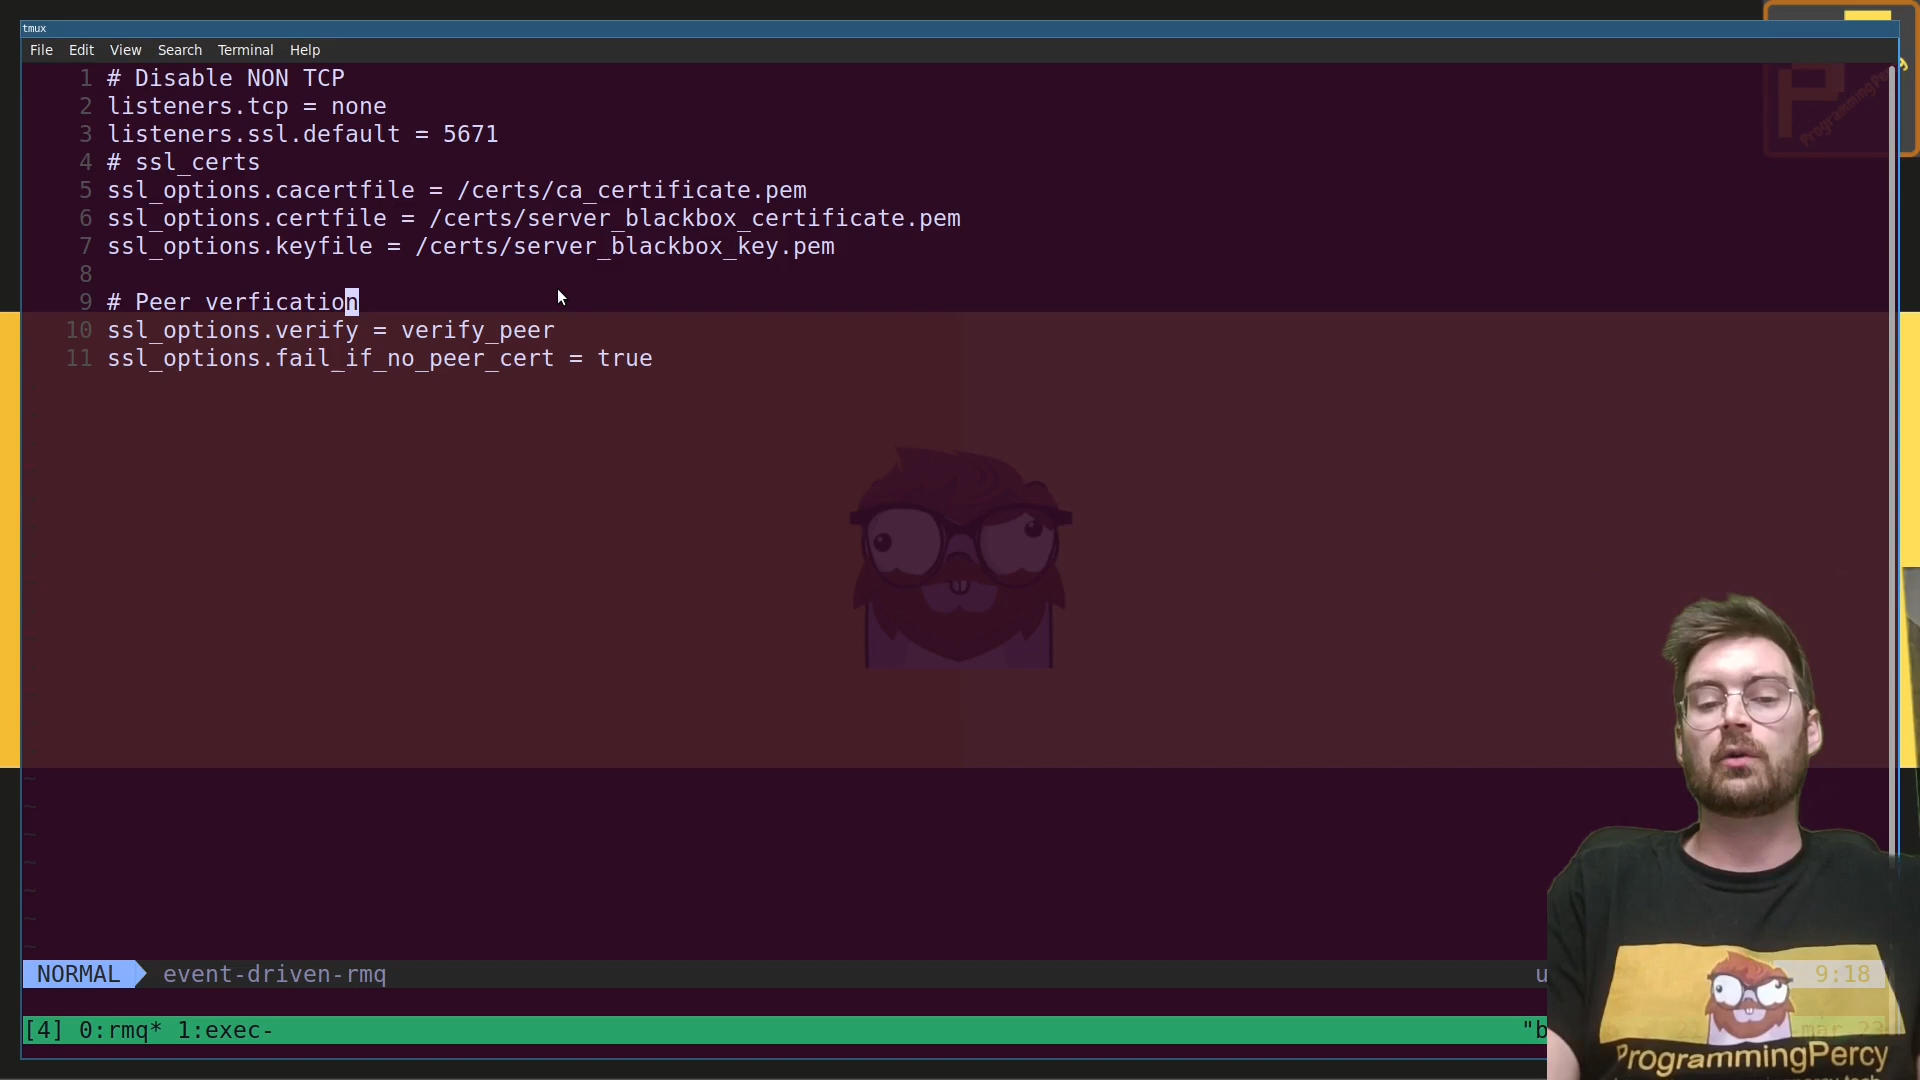 tmux
File Edit View Search Terminal Help
1 # Disable NON TCP
2 listeners.tcp = none
3 listeners.ssl.default = 5671
4 # ssl_certs
5 ssl_options.cacertfile = /certs/ca_certificate.pem
6 ssl_options.certfile = /certs/server_blackbox_certificate.pem
7 ssl_options.keyfile = /certs/server_blackbox_key.pem
8
9 # Peer verfication
10 ssl_options.verify = verify_peer
11 ssl_options.fail_if_no_peer_cert = true
~
~
~
~
~
~
~
NORMAL event-driven-rmq u 9:18
[4] 0:rmq* 1:exec- "b mar 23
ProgrammingPercy